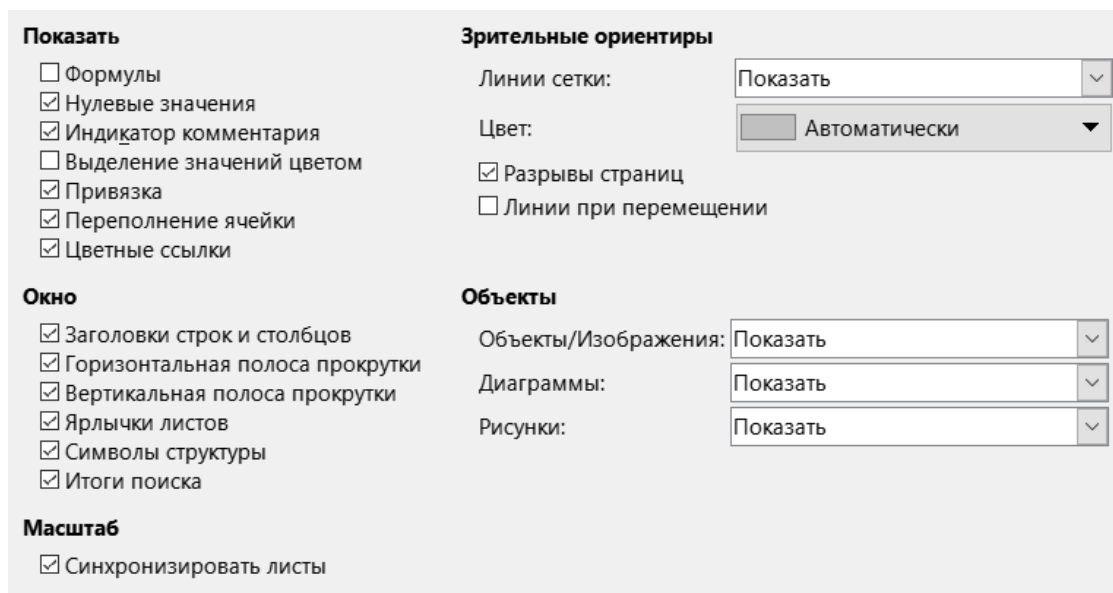 Показать
Формулы
Нулевые значения
Индикатор комментария
Выделение значений цветом
Привязка
Переполнение ячейки
Цветные ссылки
Зрительные ориентиры
Линии сетки: Показать
Цвет: Автоматически
Разрывы страниц
Линии при перемещении
Окно
Заголовки строк и столбцов
Горизонтальная полоса прокрутки
Вертикальная полоса прокрутки
Ярлычки листов
Символы структуры
Итоги поиска
Объекты
Объекты/Изображения: Показать
Диаграммы: Показать
Рисунки: Показать
Масштаб
Синхронизировать листы